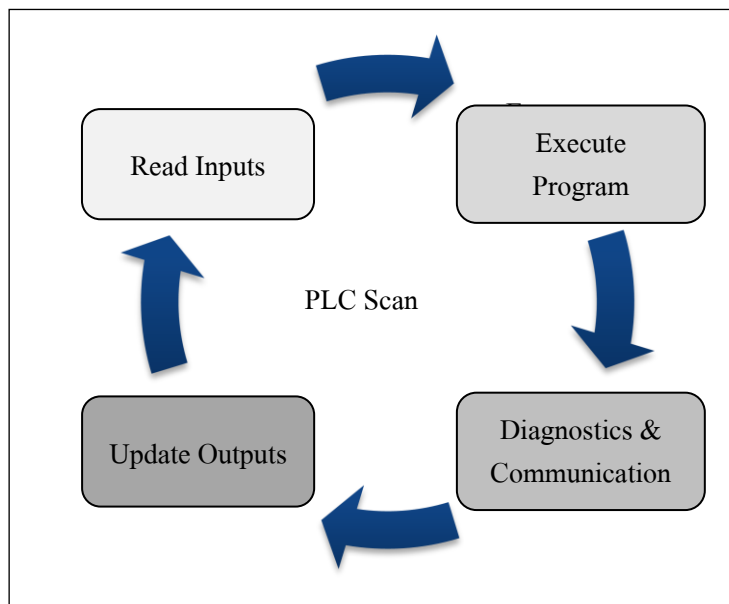 Read Inputs
Execute
Program
PLC Scan
Update Outputs
Diagnostics &
Communication